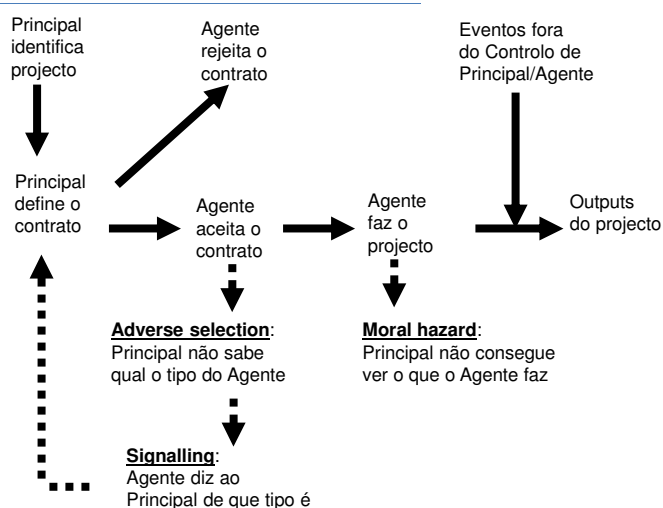 Principal
identifica
projecto
Agente
rejeita o
contrato
Eventos fora
do Controlo de
Principal/Agente
Principal
define o
contrato
Agente
aceita o
contrato
Agente
faz o
projecto
Outputs
do projecto
Adverse selection:
Principal não sabe
qual o tipo do Agente
Moral hazard:
Principal não consegue
ver o que o Agente faz
Signalling:
Agente diz ao
Principal de que tipo é